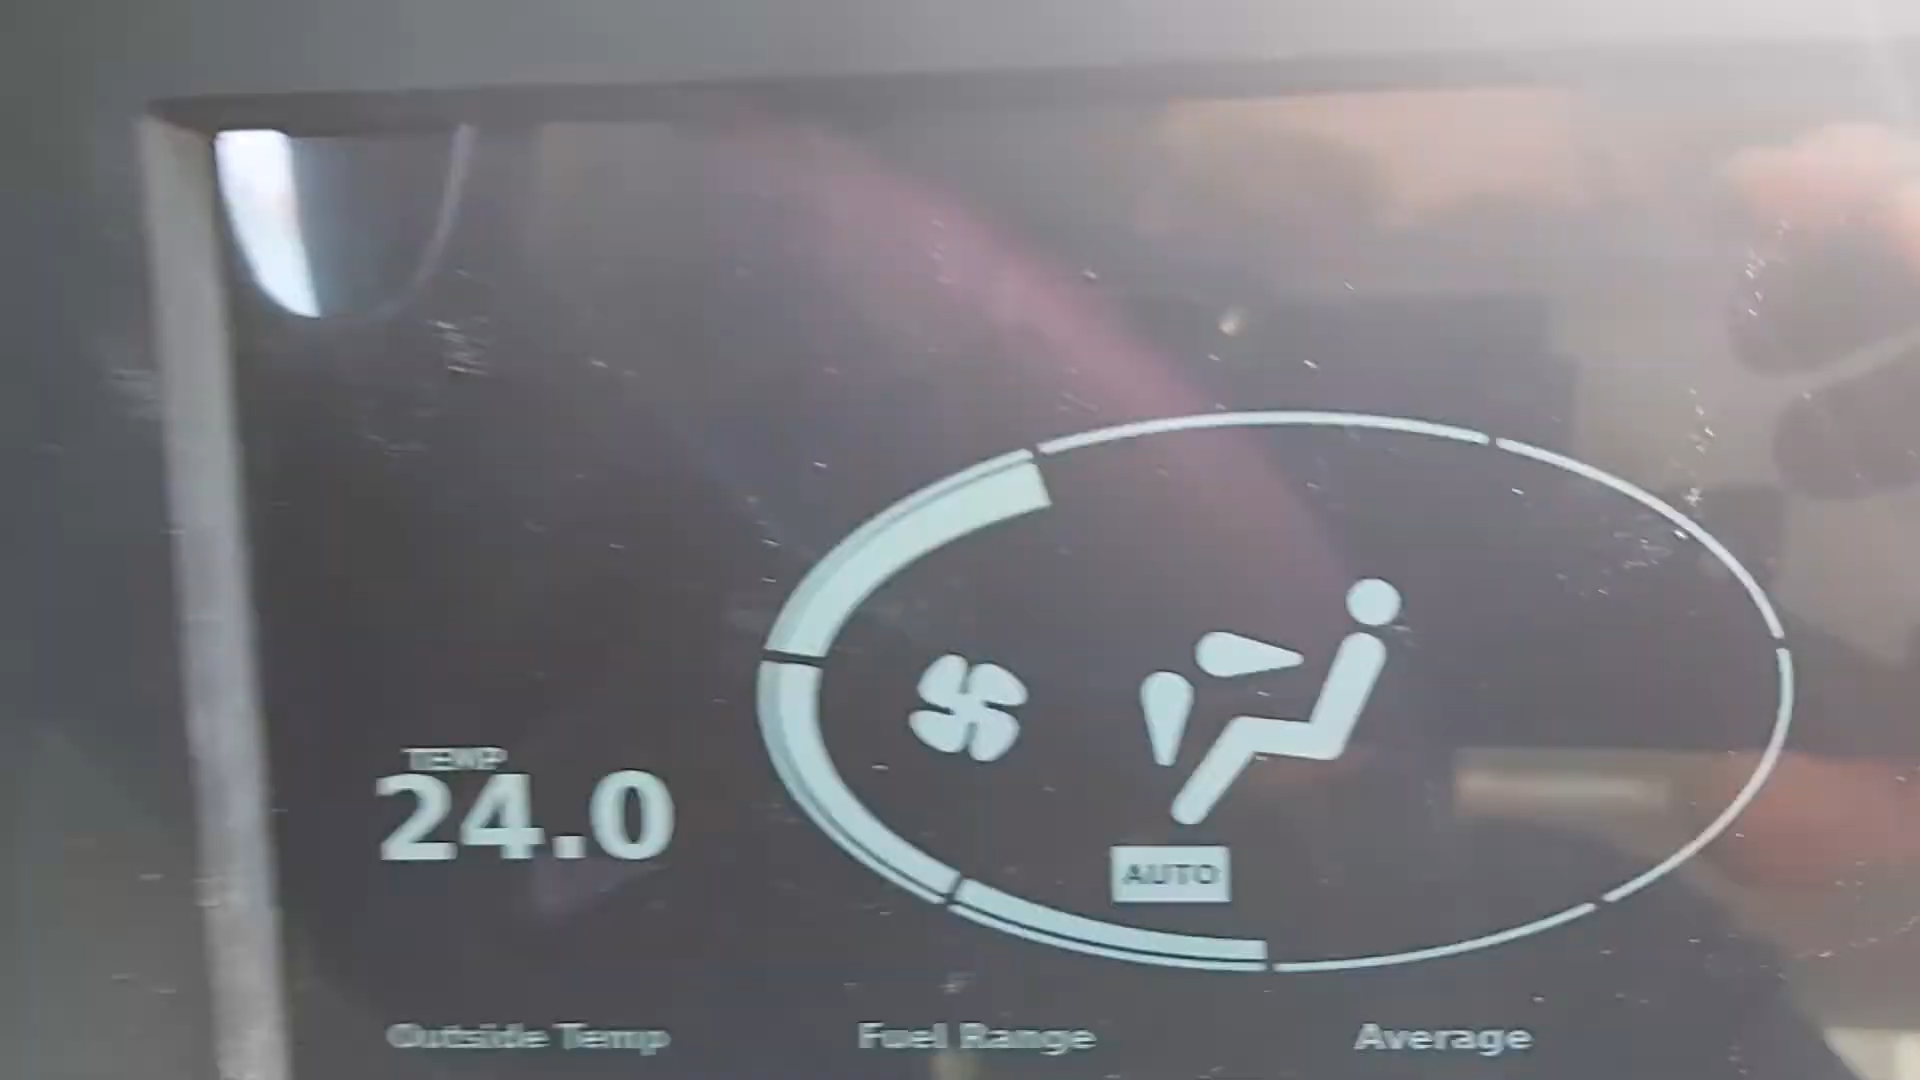 TEMP
24.0
AUTO
Outside Temp
Fuel Range
Average